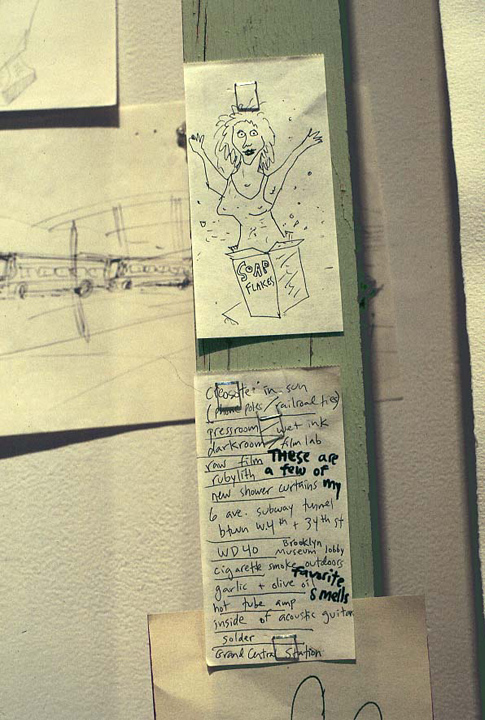 SOAP
FLAKES
creosote in sun
(phone poles / railroad ties)
pressroom / wet ink
darkroom / film lab
raw film THESE are
rubylith a few of
new shower curtains my
6 ave. subway tunnel
btwn W.4th + 34th st
WD40 Brooklyn Museum lobby
cigarette smoke outdoors
garlic + olive oil favorite
hot tube amp smells
inside of acoustic guitar
solder
Grand Central Station